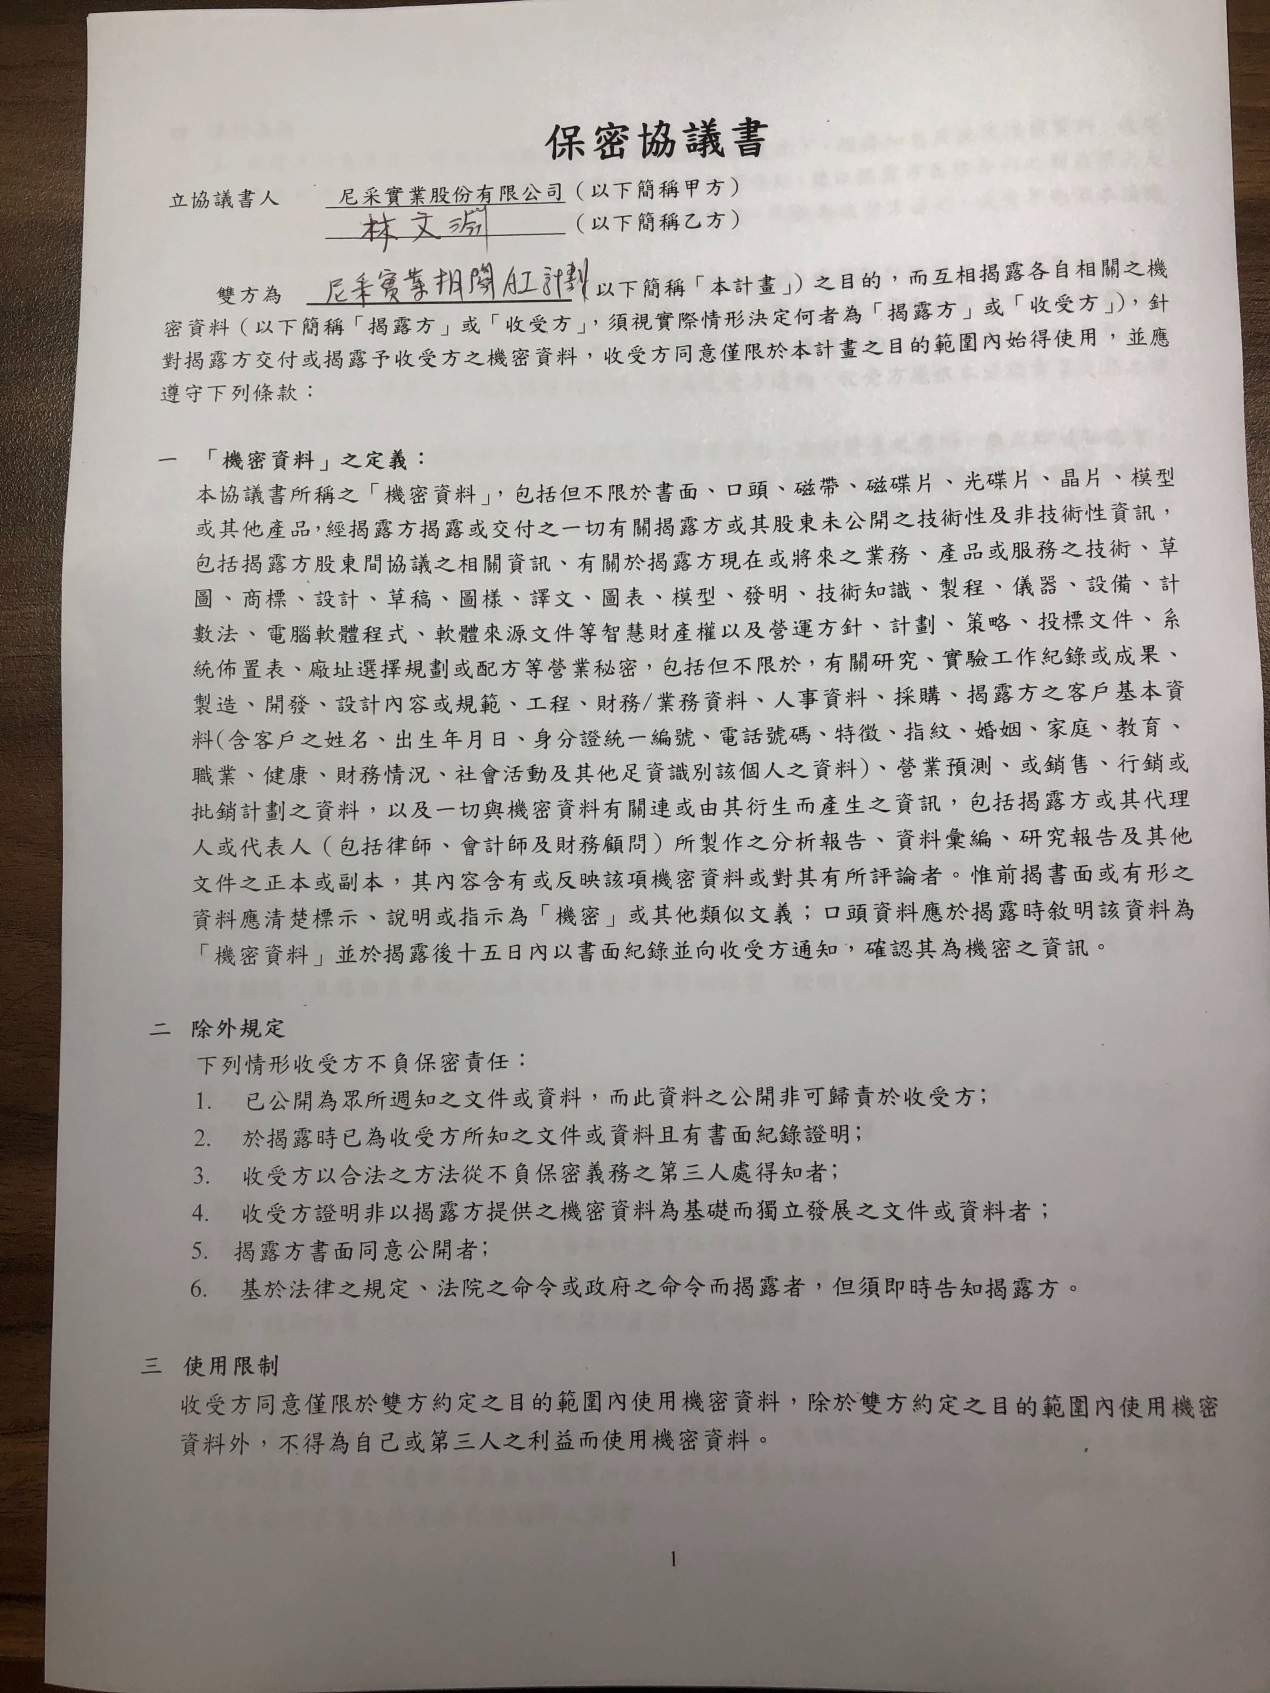 保密協議書
立協議書人 尼采實業股份有限公司（以下簡稱甲方）
林文淵（以下簡稱乙方）
雙方為 尼采實業相関AI計劃 以下簡稱「本計畫」）之目的，而互相揭露各自相關之機
密資料（以下簡稱「揭露方」或「收受方」，須視實際情形決定何者為「揭露方」或「收受方」），針
對揭露方交付或揭露予收受方之機密資料，收受方同意僅限於本計畫之目的範圍內始得使用，並應
遵守下列條款：
一 「機密資料」之定義：
本協議書所稱之「機密資料」，包括但不限於書面、口頭、磁帶、磁碟片、光碟片、晶片、模型
或其他產品，經揭露方揭露或交付之一切有關揭露方或其股東未公開之技術性及非技術性資訊，
包括揭露方股東間協議之相關資訊、有關於揭露方現在或將來之業務、產品或服務之技術、草
圖、商標、設計、草稿、圖樣、譯文、圖表、模型、發明、技術知識、製程、儀器、設備、計
數法、電腦軟體程式、軟體來源文件等智慧財產權以及營運方針、計劃、策略、投標文件、系
統佈置表、廠址選擇規劃或配方等營業秘密，包括但不限於，有關研究、實驗工作紀錄或成果、
製造、開發、設計內容或規範、工程、財務/業務資料、人事資料、採購、揭露方之客戶基本資
料(含客戶之姓名、出生年月日、身分證統一編號、電話號碼、特徵、指紋、婚姻、家庭、教育、
職業、健康、財務情況、社會活動及其他足資識別該個人之資料)、營業預測、或銷售、行銷或
批銷計劃之資料，以及一切與機密資料有關連或由其衍生而產生之資訊，包括揭露方或其代理
人或代表人（包括律師、會計師及財務顧問）所製作之分析報告、資料彙編、研究報告及其他
文件之正本或副本，其內容含有或反映該項機密資料或對其有所評論者。惟前揭書面或有形之
資料應清楚標示、說明或指示為「機密」或其他類似文義；口頭資料應於揭露時敘明該資料為
「機密資料」並於揭露後十五日內以書面紀錄並向收受方通知，確認其為機密之資訊。
二 除外規定
下列情形收受方不負保密責任：
1. 已公開為眾所週知之文件或資料，而此資料之公開非可歸責於收受方；
2. 於揭露時已為收受方所知之文件或資料且有書面紀錄證明；
3. 收受方以合法之方法從不負保密義務之第三人處得知者；
4. 收受方證明非以揭露方提供之機密資料為基礎而獨立發展之文件或資料者；
5. 揭露方書面同意公開者；
6. 基於法律之規定、法院之命令或政府之命令而揭露者，但須即時告知揭露方。
三 使用限制
收受方同意僅限於雙方約定之目的範圍內使用機密資料，除於雙方約定之目的範圍內使用機密
資料外，不得為自己或第三人之利益而使用機密資料。
1